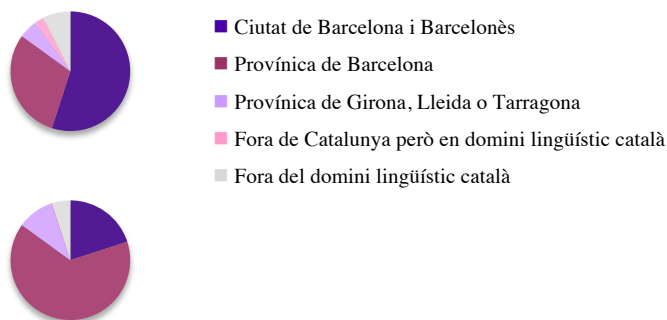 Ciutat de Barcelona i Barcelonès
Provínica de Barcelona
Provínica de Girona, Lleida o Tarragona
Fora de Catalunya però en domini lingüístic català
Fora del domini lingüístic català